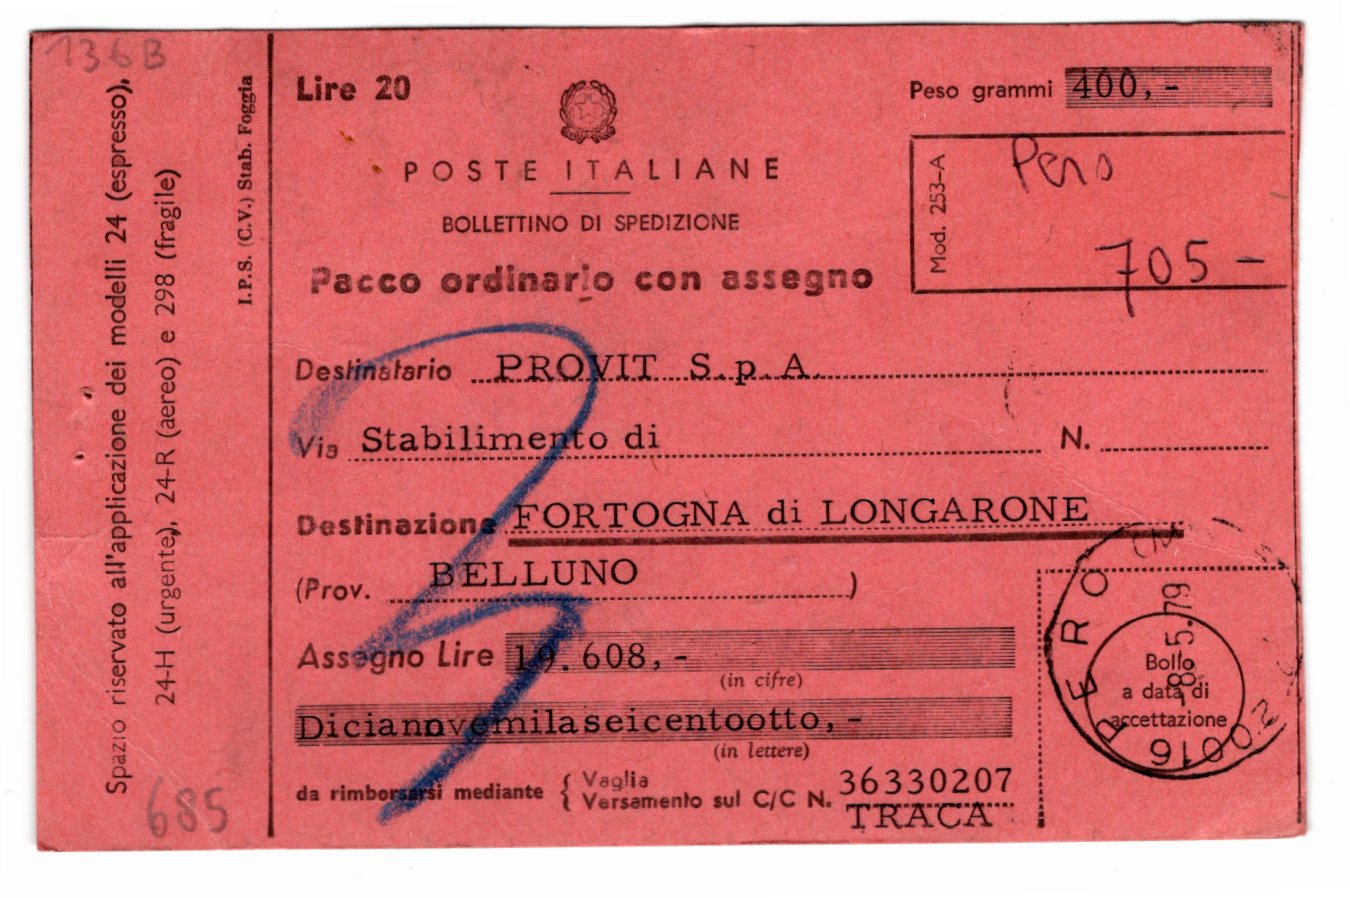 136B
Spazio riservato all'applicazione dei modelli 24 (espresso),
24-H (urgente), 24-R (aereo) e 298 (fragile)
I.P.S. (C.V.) Stab. Foggia
685
Lire 20
Peso grammi 400,-
POSTE ITALIANE
BOLLETTINO DI SPEDIZIONE
Pacco ordinario con assegno
Mod. 253-A
Pero
705-
Destinatario PROVIT S.p.A.
Via Stabilimento di N.
Destinazione FORTOGNA di LONGARONE
(Prov. BELLUNO)
Assegno Lire 19.608,-
(in cifre)
Diciannovemilaseicentootto,-
(in lettere)
da rimborsarsi mediante { Vaglia
Versamento sul C/C N. 36330207
TRACA
PERO
-8.5.79
Bollo
a data di
accettazione